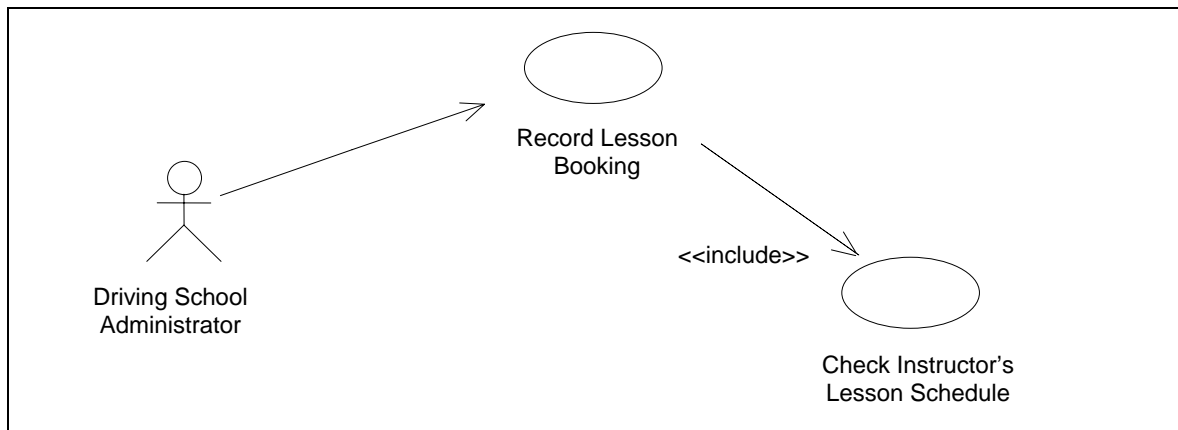 Record Lesson
Booking
<<include>>
Driving School
Administrator
Check Instructor’s
Lesson Schedule